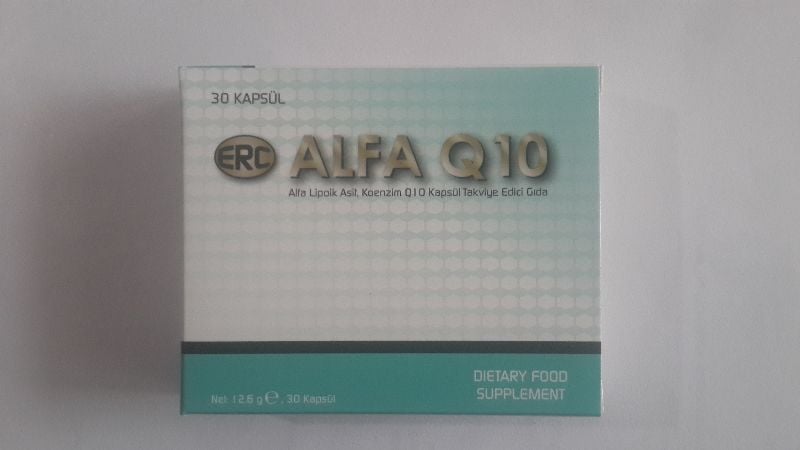 30 KAPSÜL
ERC ALFA Q10
Alfa Lipoik Asit, Koenzim Q10 Kapsül Takviye Edici Gıda
DIETARY FOOD
SUPPLEMENT
Net: 12.6 g ℮, 30 Kapsül